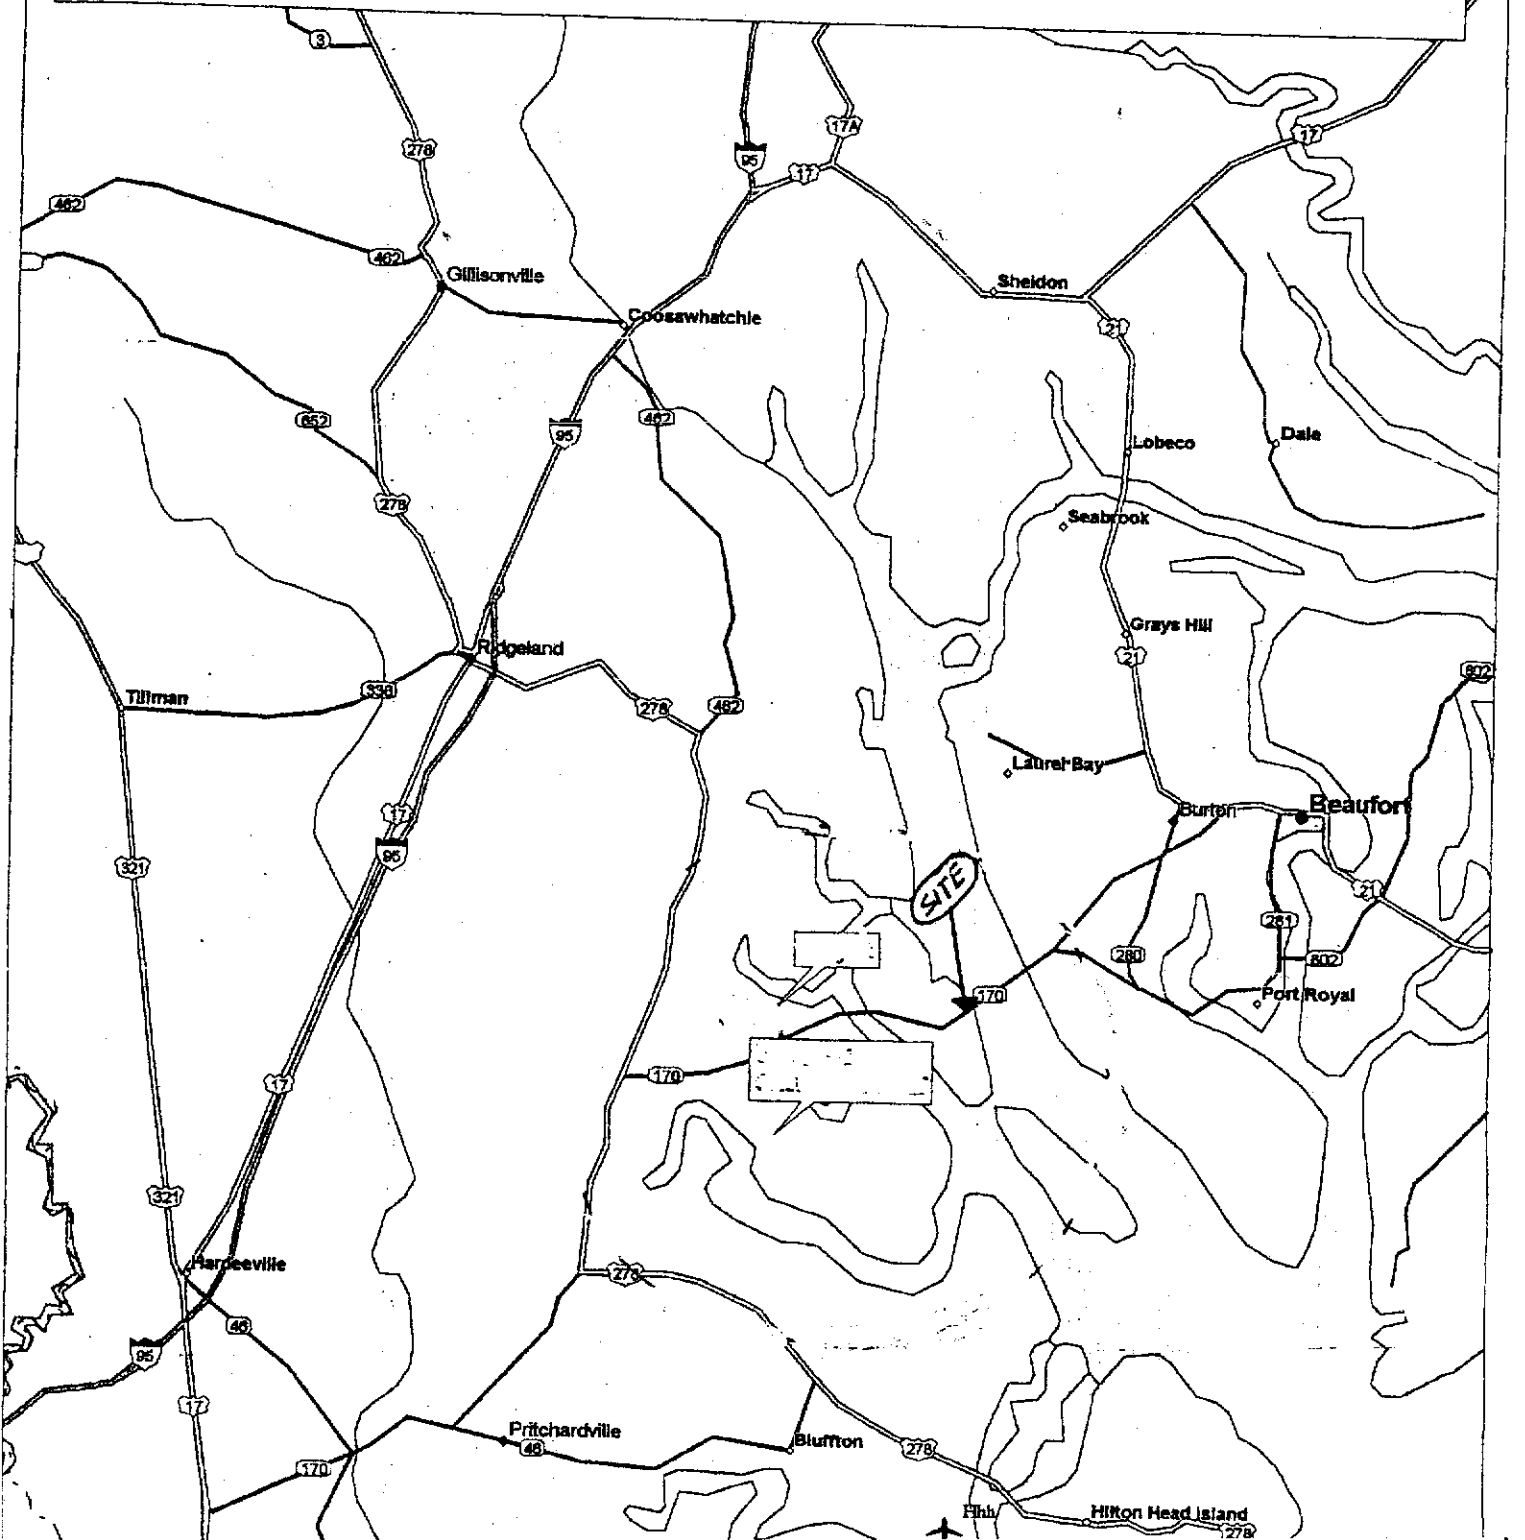 3
278
95
17A
17
17
462
462
Gillisonville
Sheldon
Coosawhatchie
21
652
462
95
Lobeco
Dale
278
Seabrook
Grays Hill
21
Ridgeland
802
336
Tillman
278
462
Laurel Bay
17
Burton
Beaufort
95
321
SITE
21
281
280
802
170
Port Royal
170
17
321
Hardeeville
278
46
95
17
Pritchardville
46
Bluffton
278
170
Hhh
Hilton Head Island
278